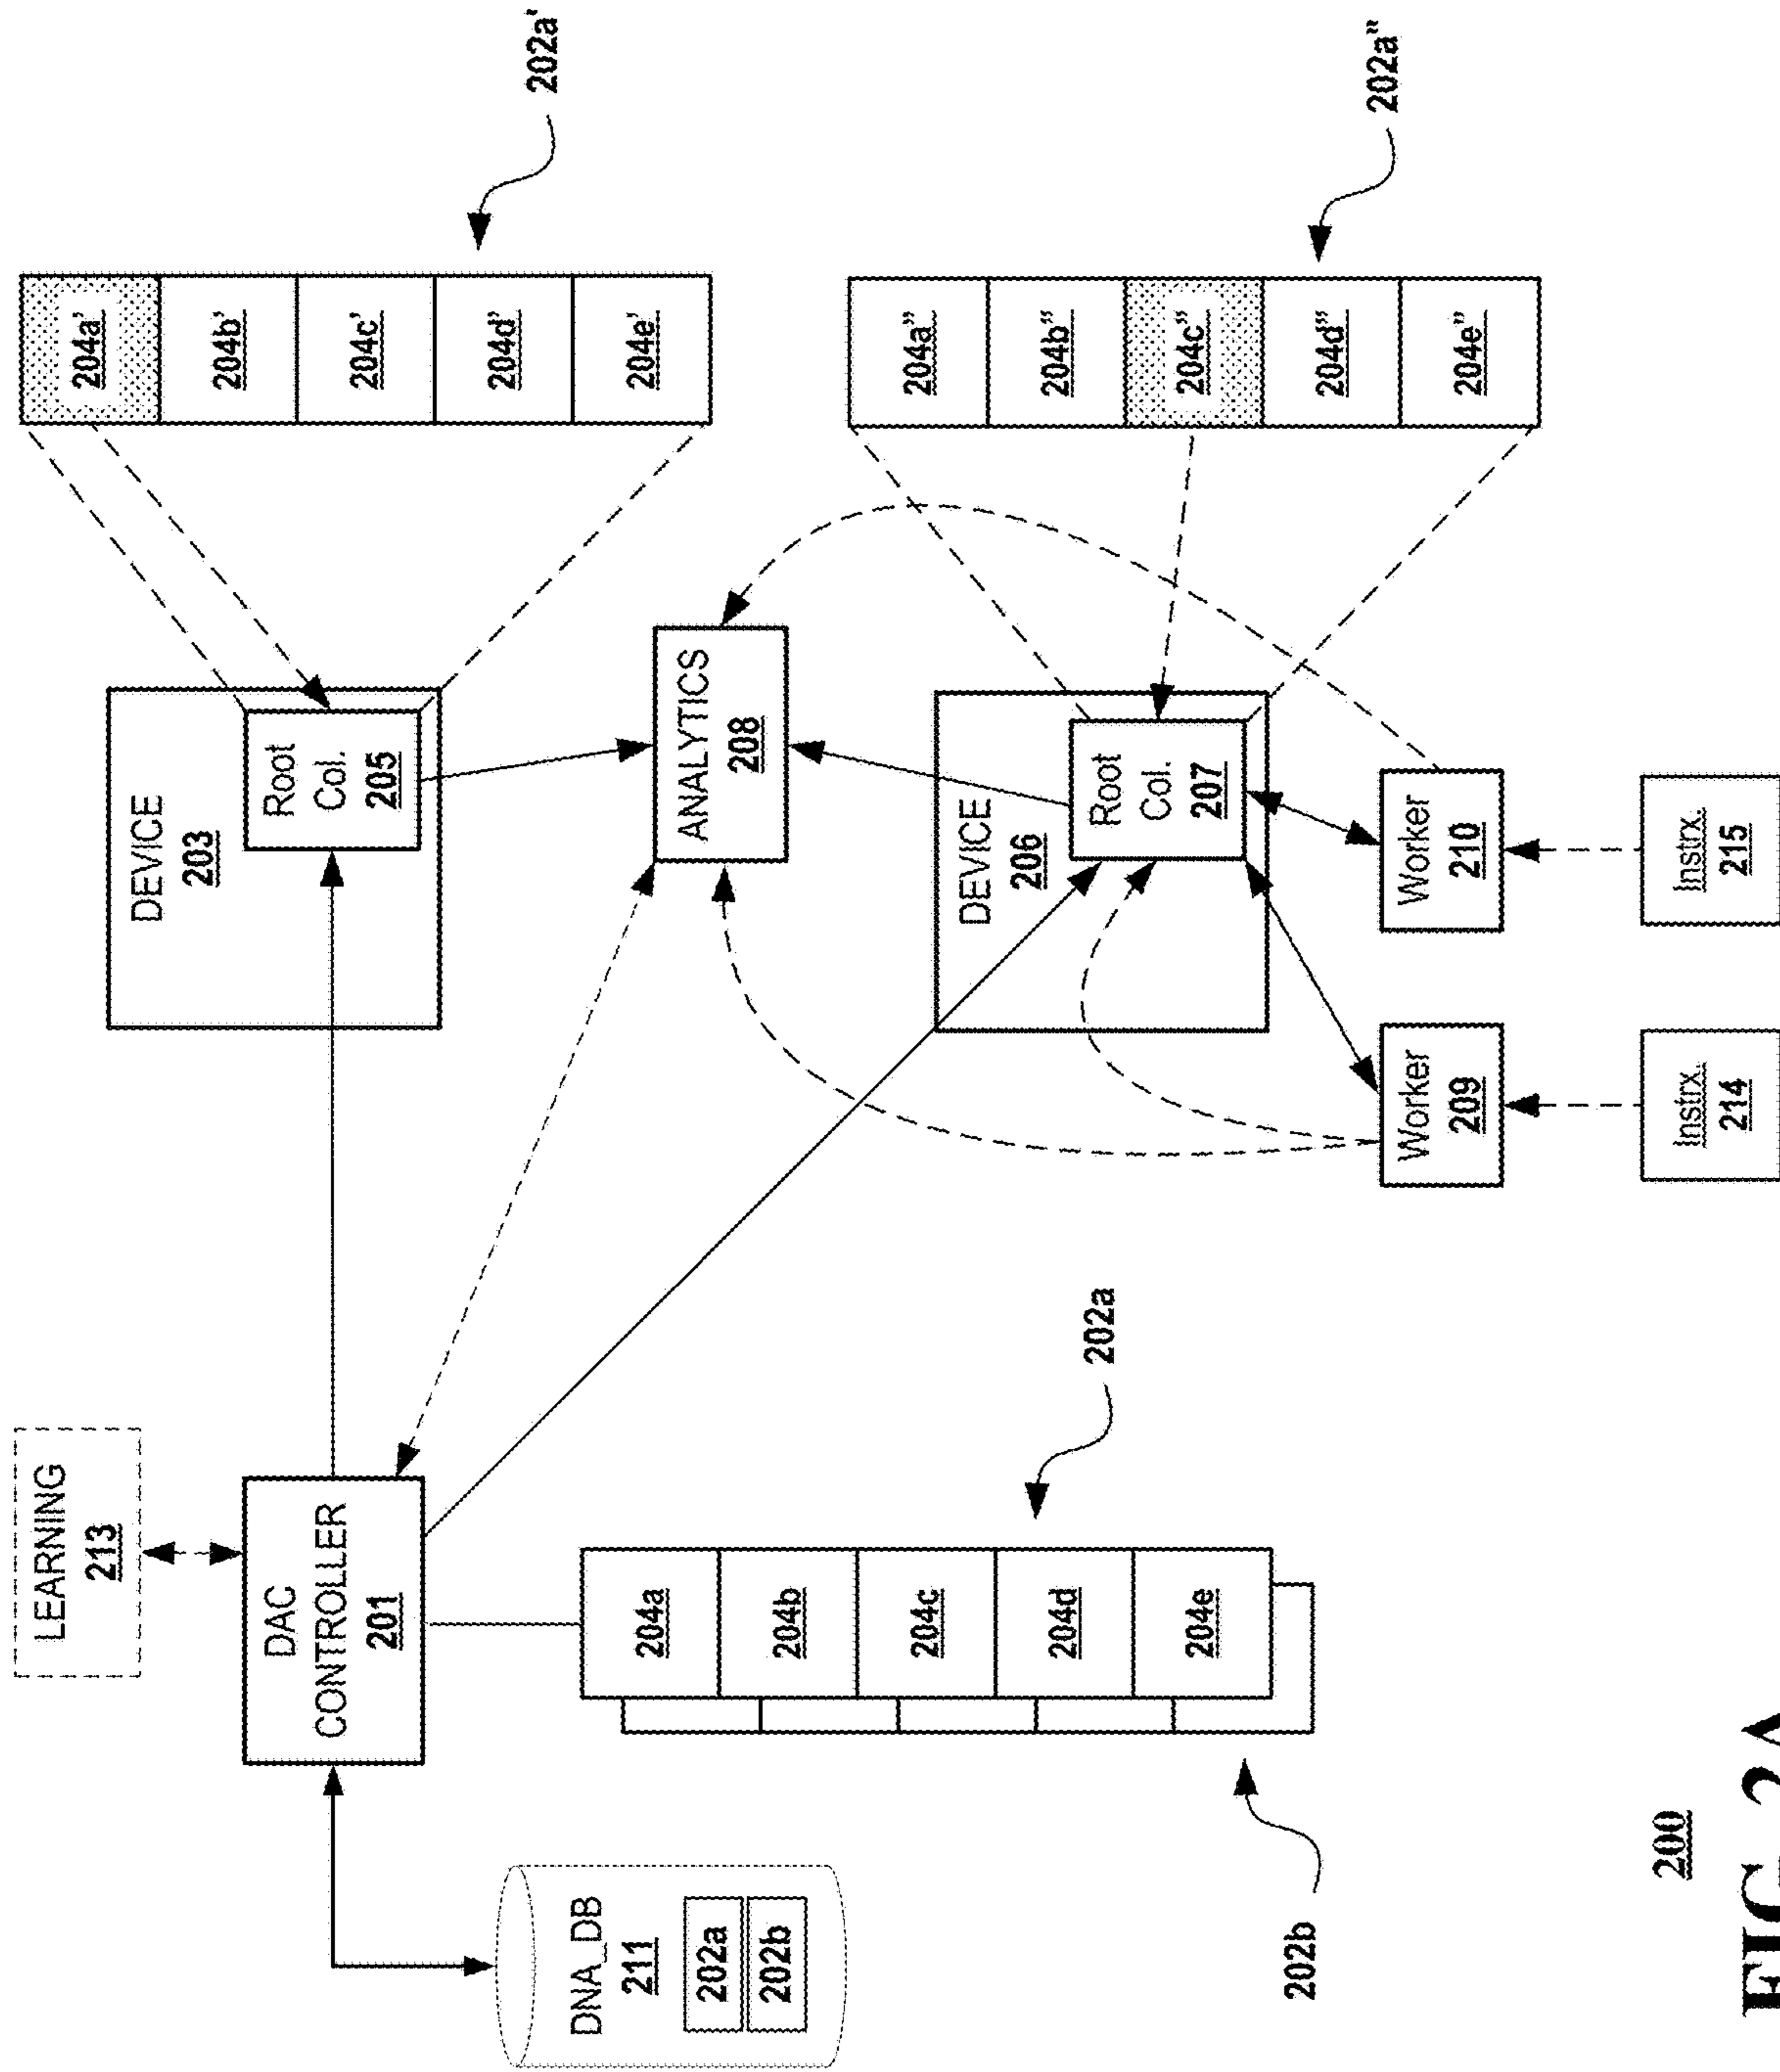 LEARNING
213
DAC
CONTROLLER
201
DNA_DB
211
202a
202b
204a
204b
204c
204d
204e
202a
202b
DEVICE
203
Root
Col.
205
204a'
204b'
204c'
204d'
204e'
202a'
ANALYTICS
208
DEVICE
206
Root
Col.
207
204a"
204b"
204c"
204d"
204e"
202a"
Worker
209
Worker
210
Instrx.
214
Instrx.
215
200
FIG. 2A